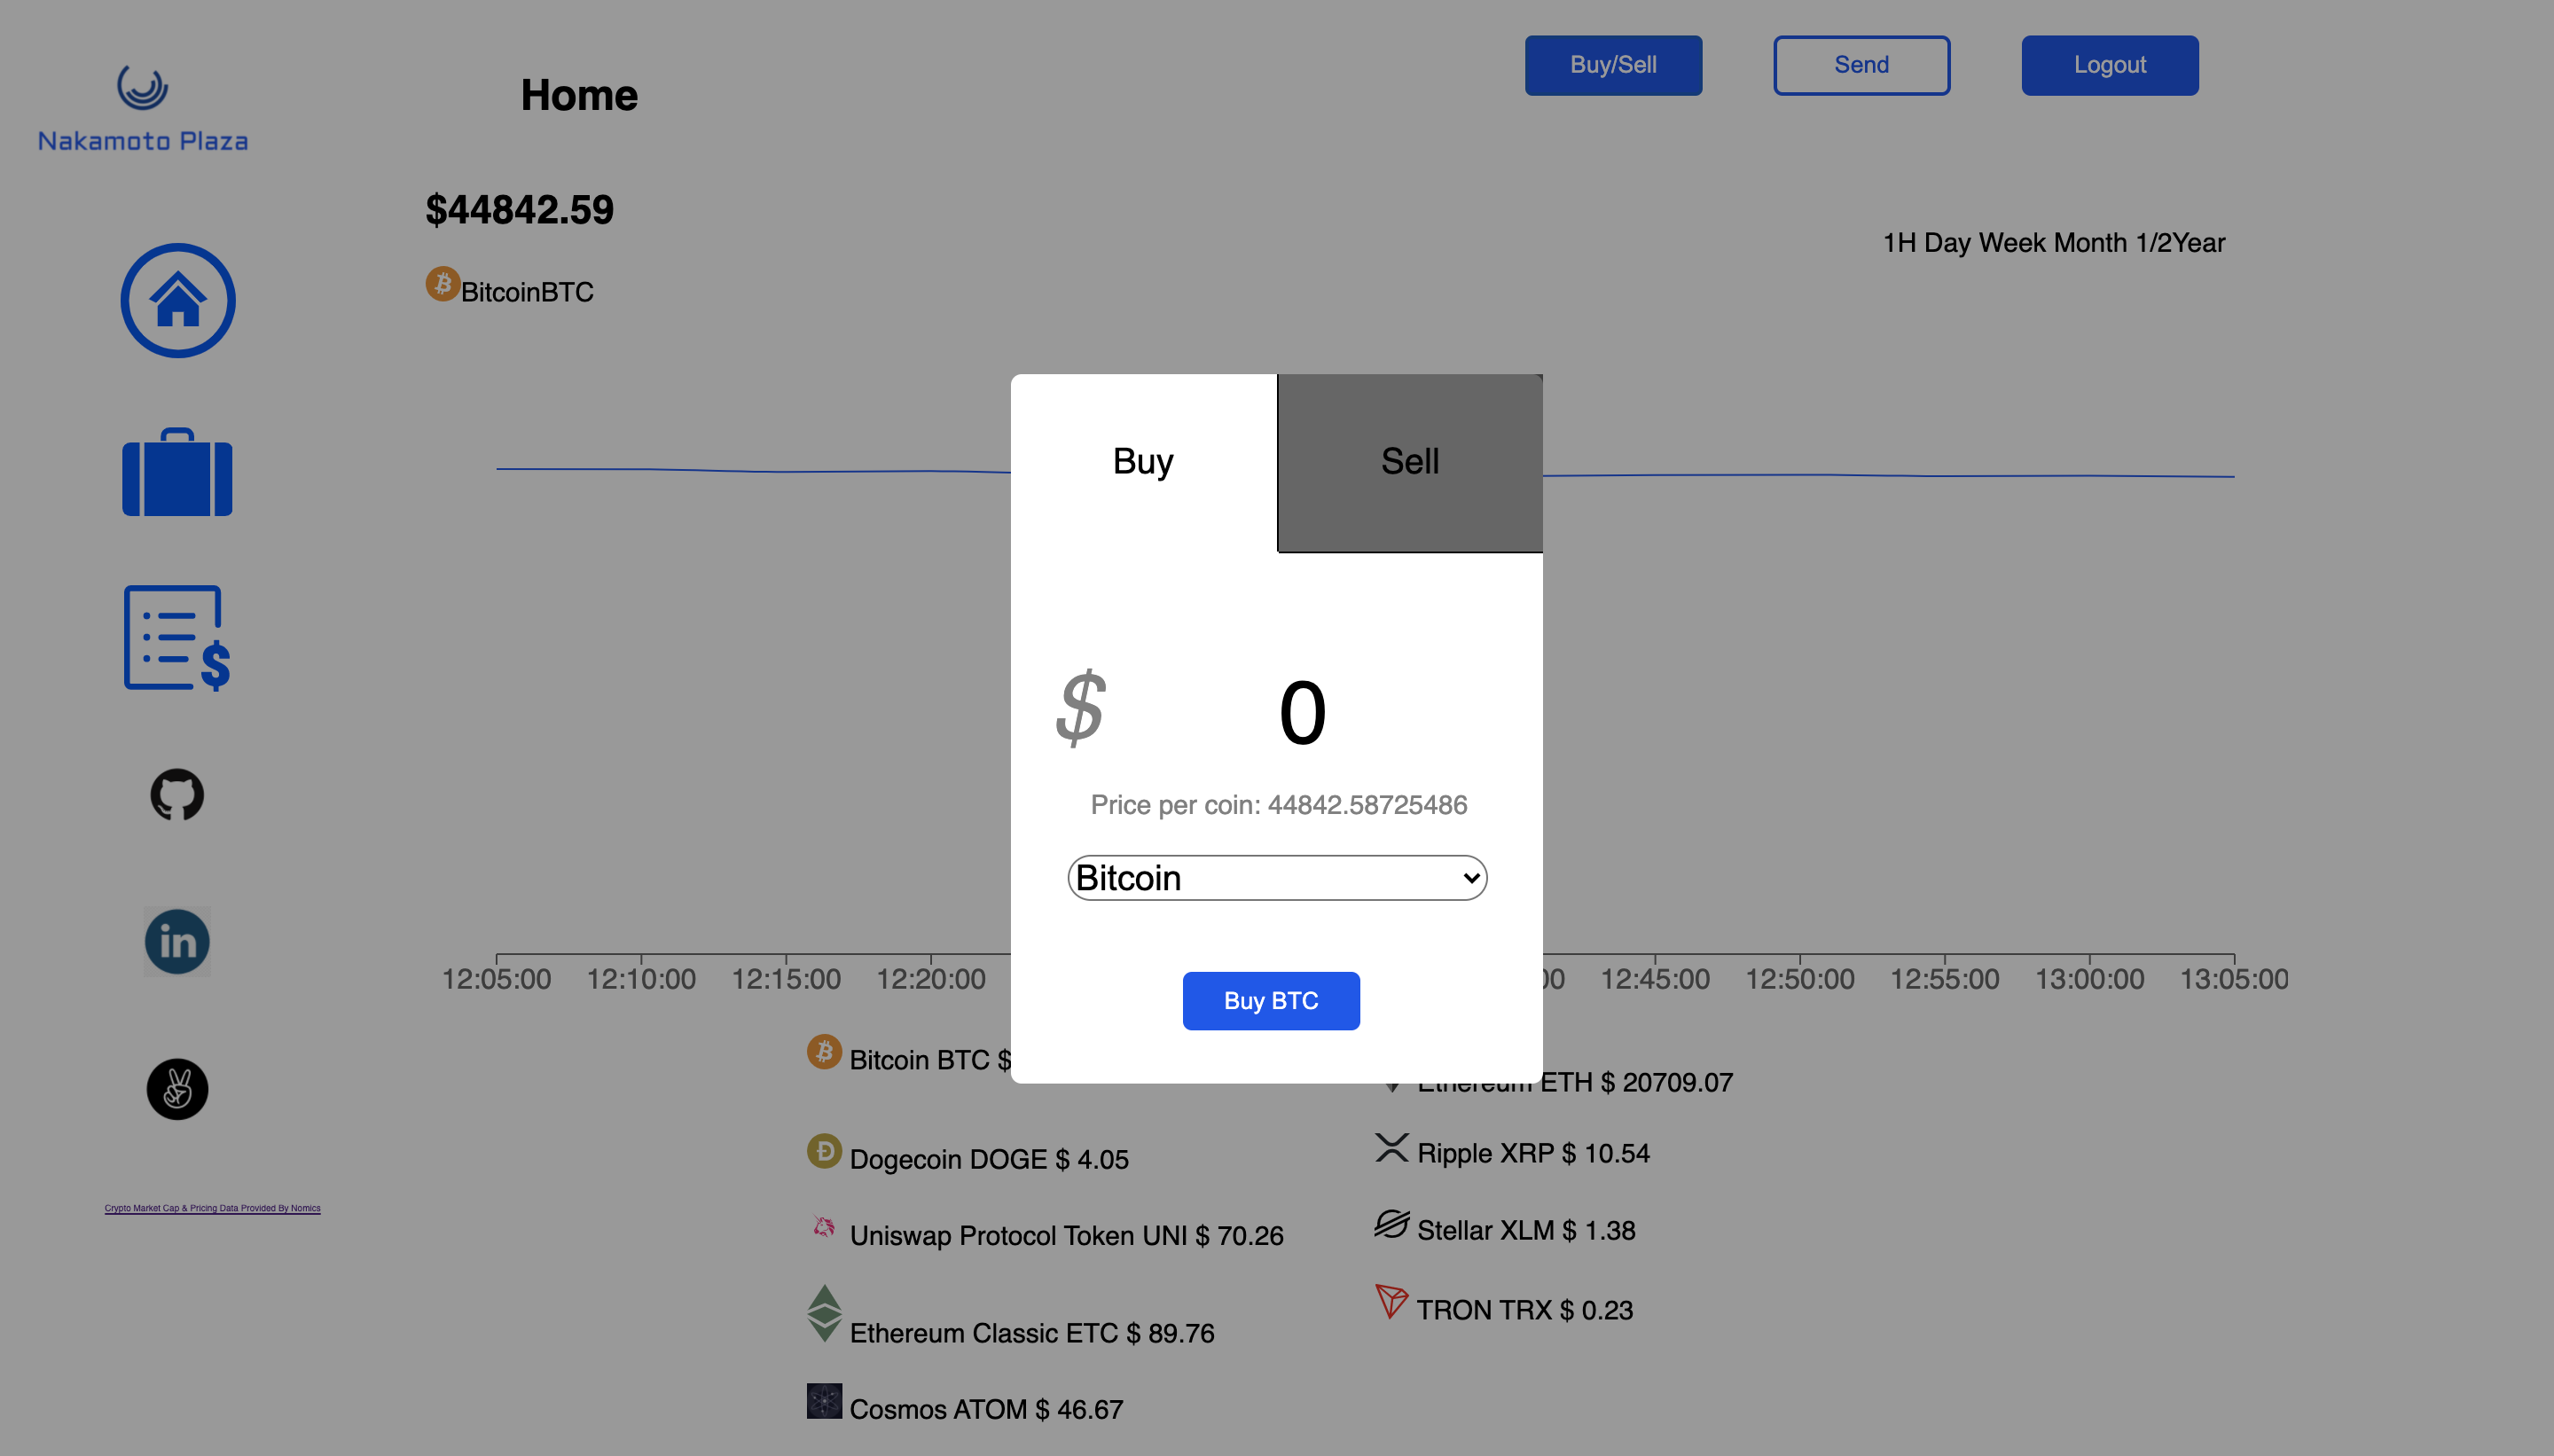 Nakamoto Plaza
Home
Buy/Sell
Send
Logout
$44842.59
BitcoinBTC
1H Day Week Month 1/2Year
Buy
Sell
$ 0
Price per coin: 44842.58725486
Bitcoin
Buy BTC
12:05:00 12:10:00 12:15:00 12:20:00 00 12:45:00 12:50:00 12:55:00 13:00:00 13:05:00
Bitcoin BTC $
Ethereum ETH $ 20709.07
Dogecoin DOGE $ 4.05
Ripple XRP $ 10.54
Uniswap Protocol Token UNI $ 70.26
Stellar XLM $ 1.38
Ethereum Classic ETC $ 89.76
TRON TRX $ 0.23
Cosmos ATOM $ 46.67
in
Crypto Market Cap & Pricing Data Provided By Nomics